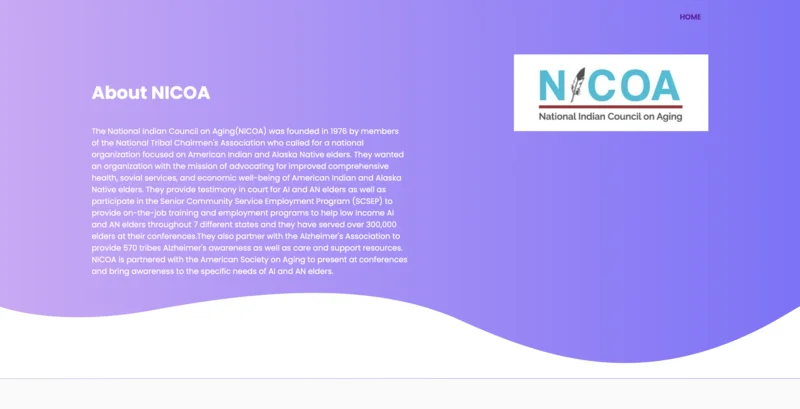 HOME
About NICOA
NICOA
National Indian Council on Aging
The National Indian Council on Aging(NICOA) was founded in 1976 by members
of the National Tribal Chairmen's Association who called for a national
organization focused on American Indian and Alaska Native elders. They wanted
an organization with the mission of advocating for improved comprehensive
health, sovial services, and economic well-being of American Indian and Alaska
Native elders. They provide testimony in court for AI and AN elders as well as
participate in the Senior Community Service Employment Program (SCSEP) to
provide on-the-job training and employment programs to help low income AI
and AN elders throughout 7 different states and they have served over 300,000
elders at their conferences.They also partner with the Alzheimer's Association to
provide 570 tribes Alzheimer's awareness as well as care and support resources.
NICOA is partnered with the American Society on Aging to present at conferences
and bring awareness to the specific needs of AI and AN elders.